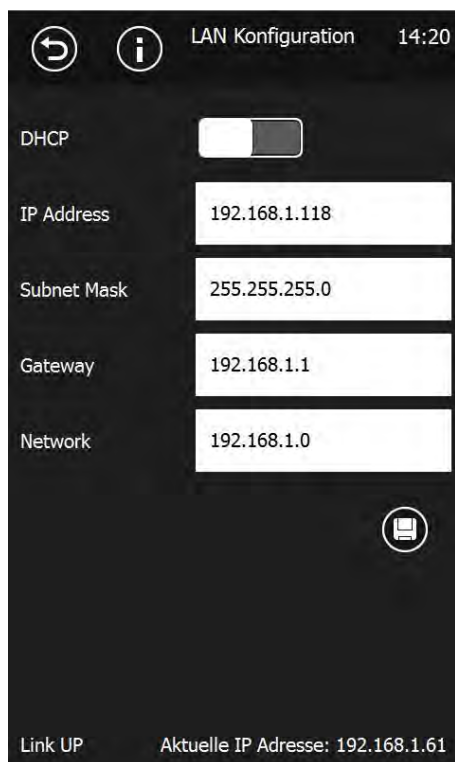 LAN Konfiguration 14:20
DHCP
IP Address 192.168.1.118
Subnet Mask 255.255.255.0
Gateway 192.168.1.1
Network 192.168.1.0
Link UP Aktuelle IP Adresse: 192.168.1.61